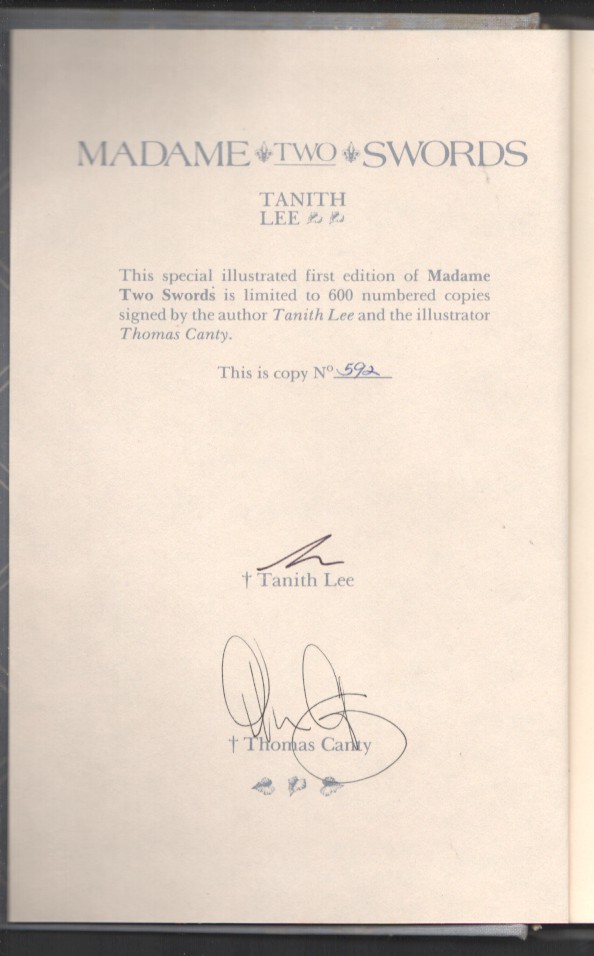 MADAME TWO SWORDS
TANITH
LEE
This special illustrated first edition of Madame
Two Swords is limited to 600 numbered copies
signed by the author Tanith Lee and the illustrator
Thomas Canty.
This is copy Nº 592
† Tanith Lee
† Thomas Canty